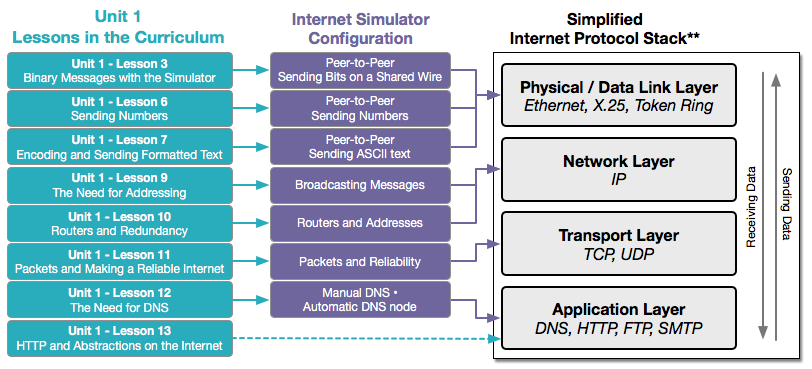 Unit 1
Lessons in the Curriculum
Internet Simulator
Configuration
Simplified
Internet Protocol Stack**
Unit 1 - Lesson 3
Binary Messages with the Simulator
Unit 1 - Lesson 6
Sending Numbers
Unit 1 - Lesson 7
Encoding and Sending Formatted Text
Unit 1 - Lesson 9
The Need for Addressing
Unit 1 - Lesson 10
Routers and Redundancy
Unit 1 - Lesson 11
Packets and Making a Reliable Internet
Unit 1 - Lesson 12
The Need for DNS
Unit 1 - Lesson 13
HTTP and Abstractions on the Internet
Peer-to-Peer
Sending Bits on a Shared Wire
Peer-to-Peer
Sending Numbers
Peer-to-Peer
Sending ASCII text
Broadcasting Messages
Routers and Addresses
Packets and Reliability
Manual DNS •
Automatic DNS node
Physical / Data Link Layer
Ethernet, X.25, Token Ring
Network Layer
IP
Transport Layer
TCP, UDP
Application Layer
DNS, HTTP, FTP, SMTP
Receiving Data
Sending Data